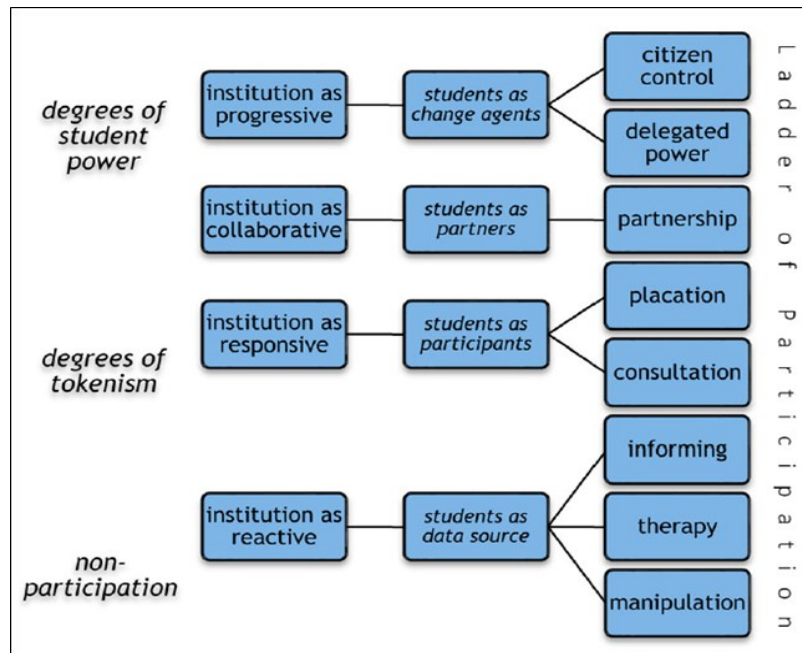 degrees of
student
power
institution as
progressive
students as
change agents
citizen
control
delegated
power
institution as
collaborative
students as
partners
partnership
degrees of
tokenism
institution as
responsive
students as
participants
placation
consultation
non-
participation
institution as
reactive
students as
data source
informing
therapy
manipulation
Ladder of Participation